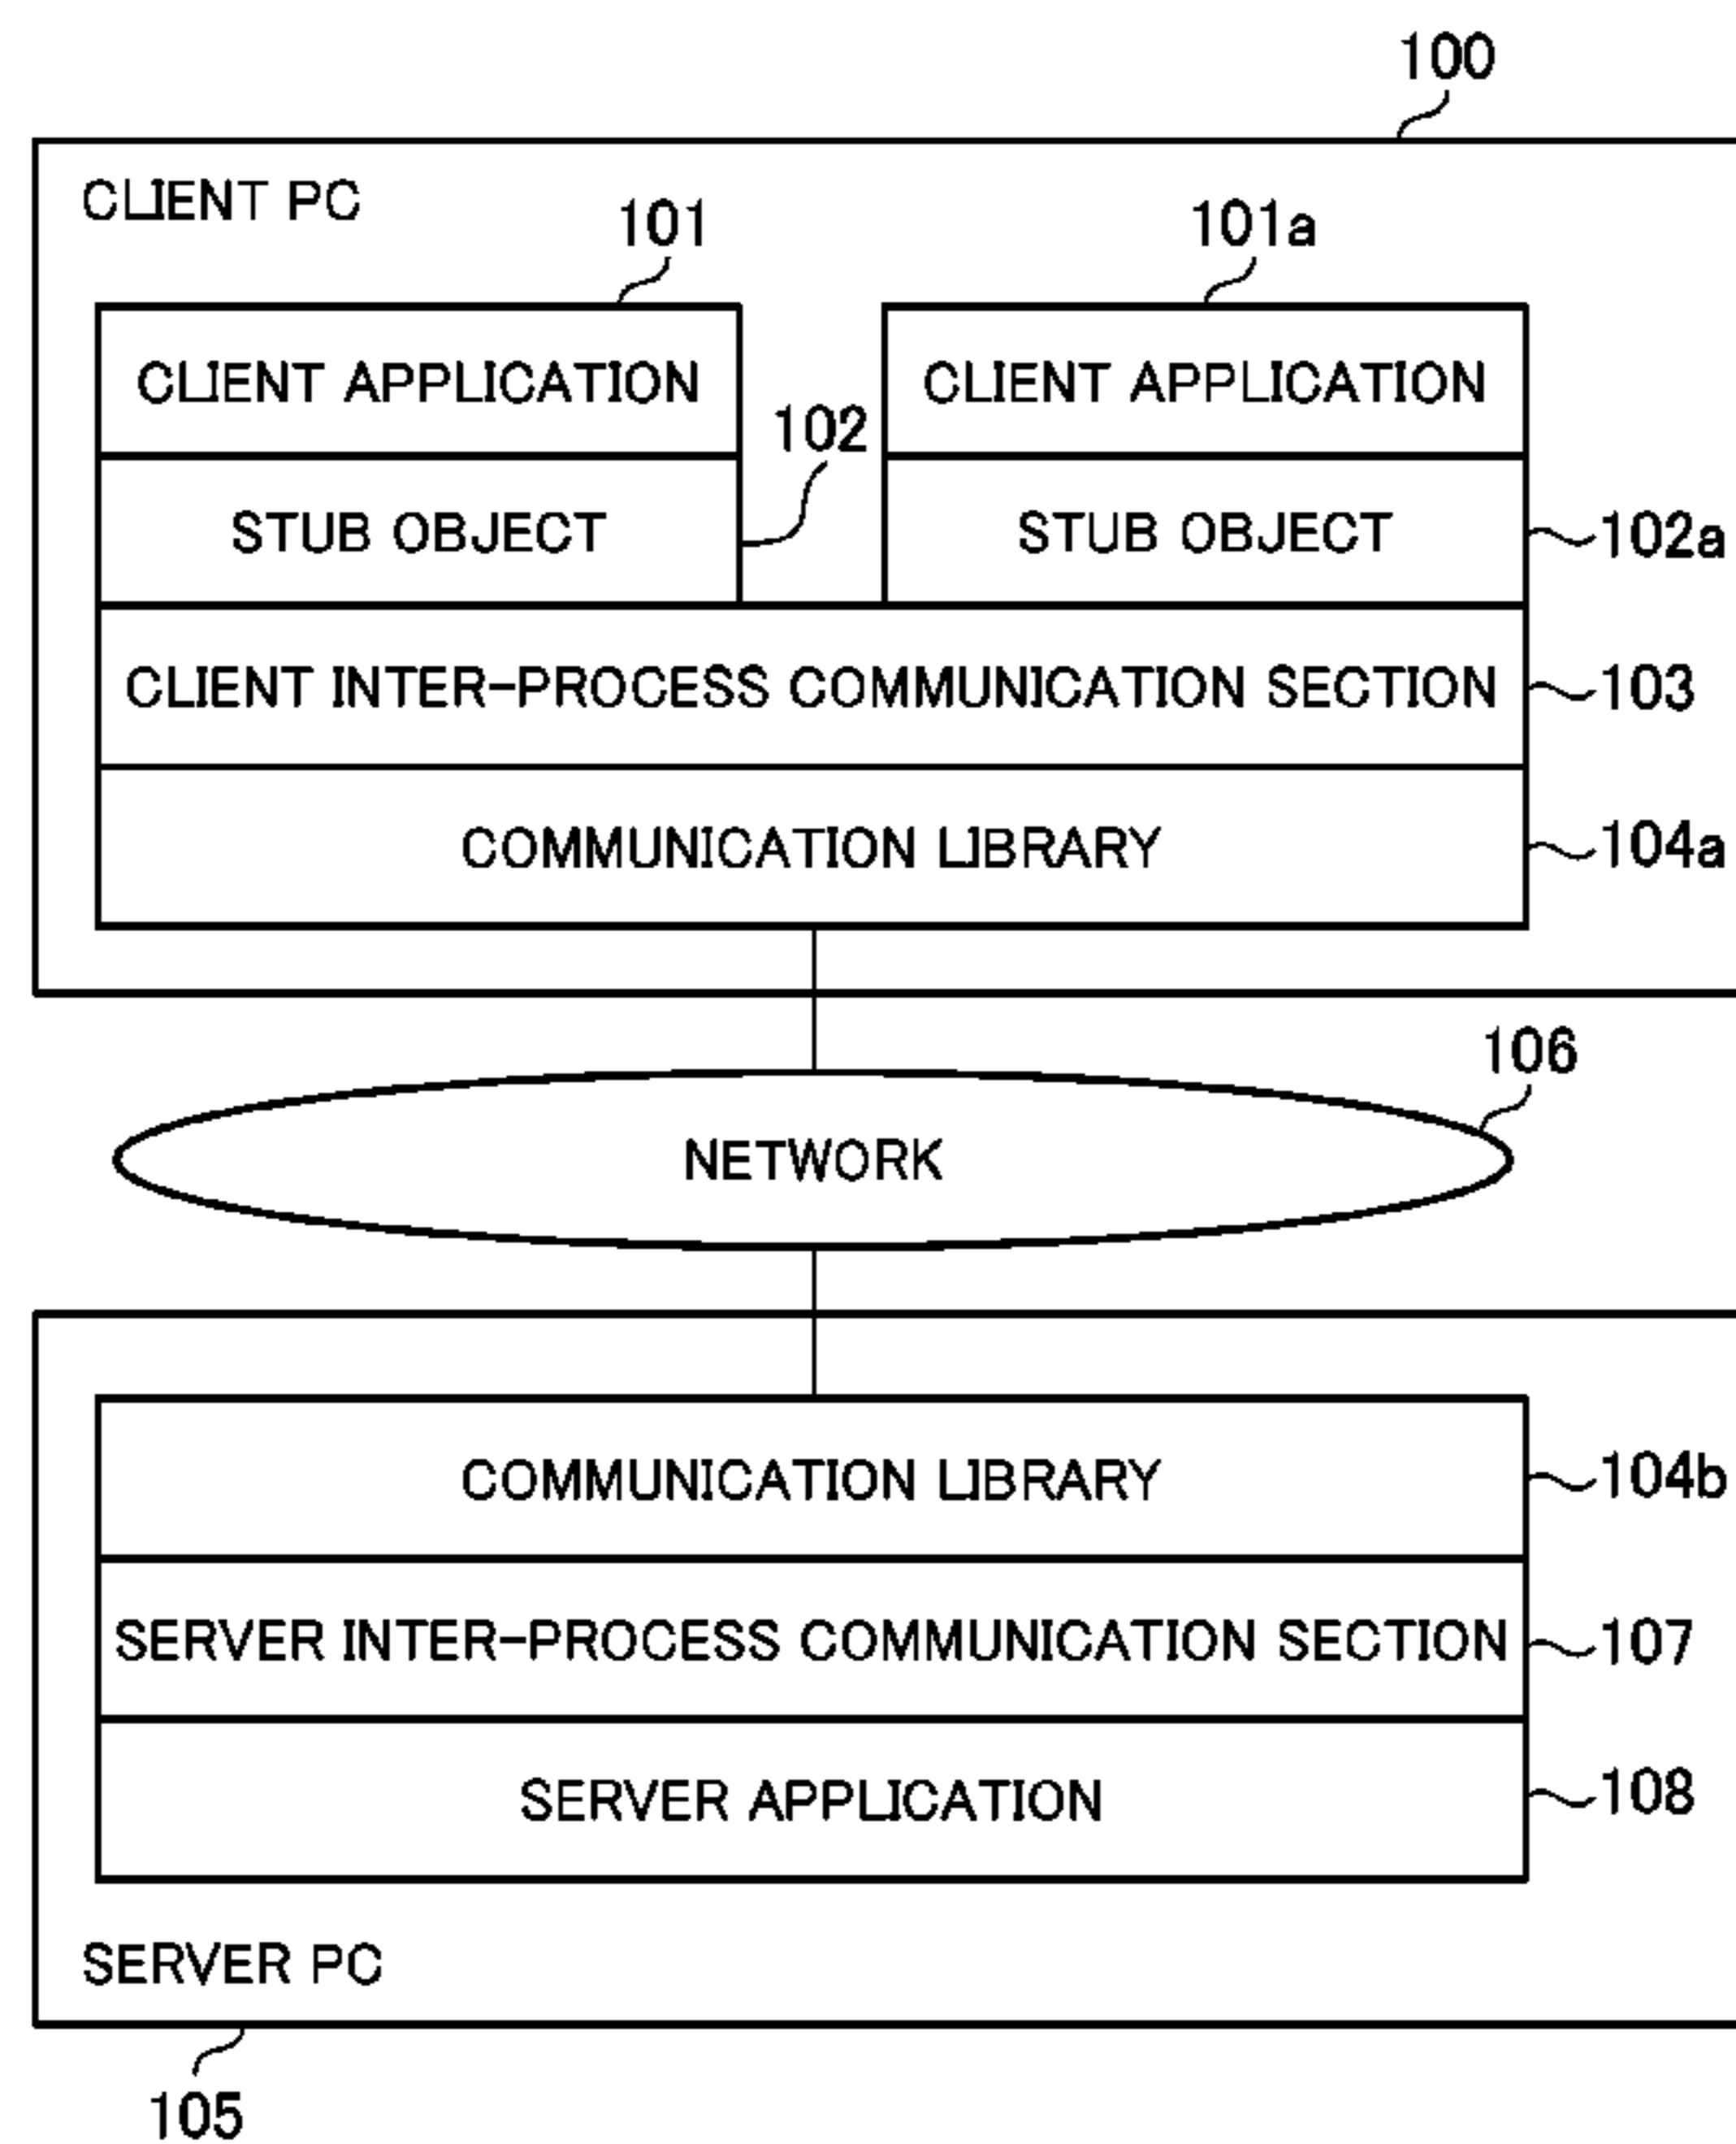 100
CLIENT PC
101
101a
CLIENT APPLICATION
CLIENT APPLICATION
102
STUB OBJECT
STUB OBJECT
102a
CLIENT INTER-PROCESS COMMUNICATION SECTION
103
COMMUNICATION LIBRARY
104a
106
NETWORK
COMMUNICATION LIBRARY
104b
SERVER INTER-PROCESS COMMUNICATION SECTION
107
SERVER APPLICATION
108
SERVER PC
105